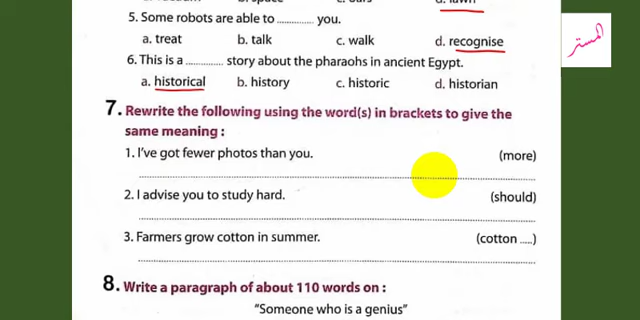 d. lawn
5. Some robots are able to ............ you.
a. treat b. talk c. walk d. recognise
6. This is a ............ story about the pharaohs in ancient Egypt.
a. historical b. history c. historic d. historian
7. Rewrite the following using the word(s) in brackets to give the
same meaning :
1. I've got fewer photos than you. (more)
2. I advise you to study hard. (should)
3. Farmers grow cotton in summer. (cotton .....)
8. Write a paragraph of about 110 words on :
"Someone who is a genius"
المستر